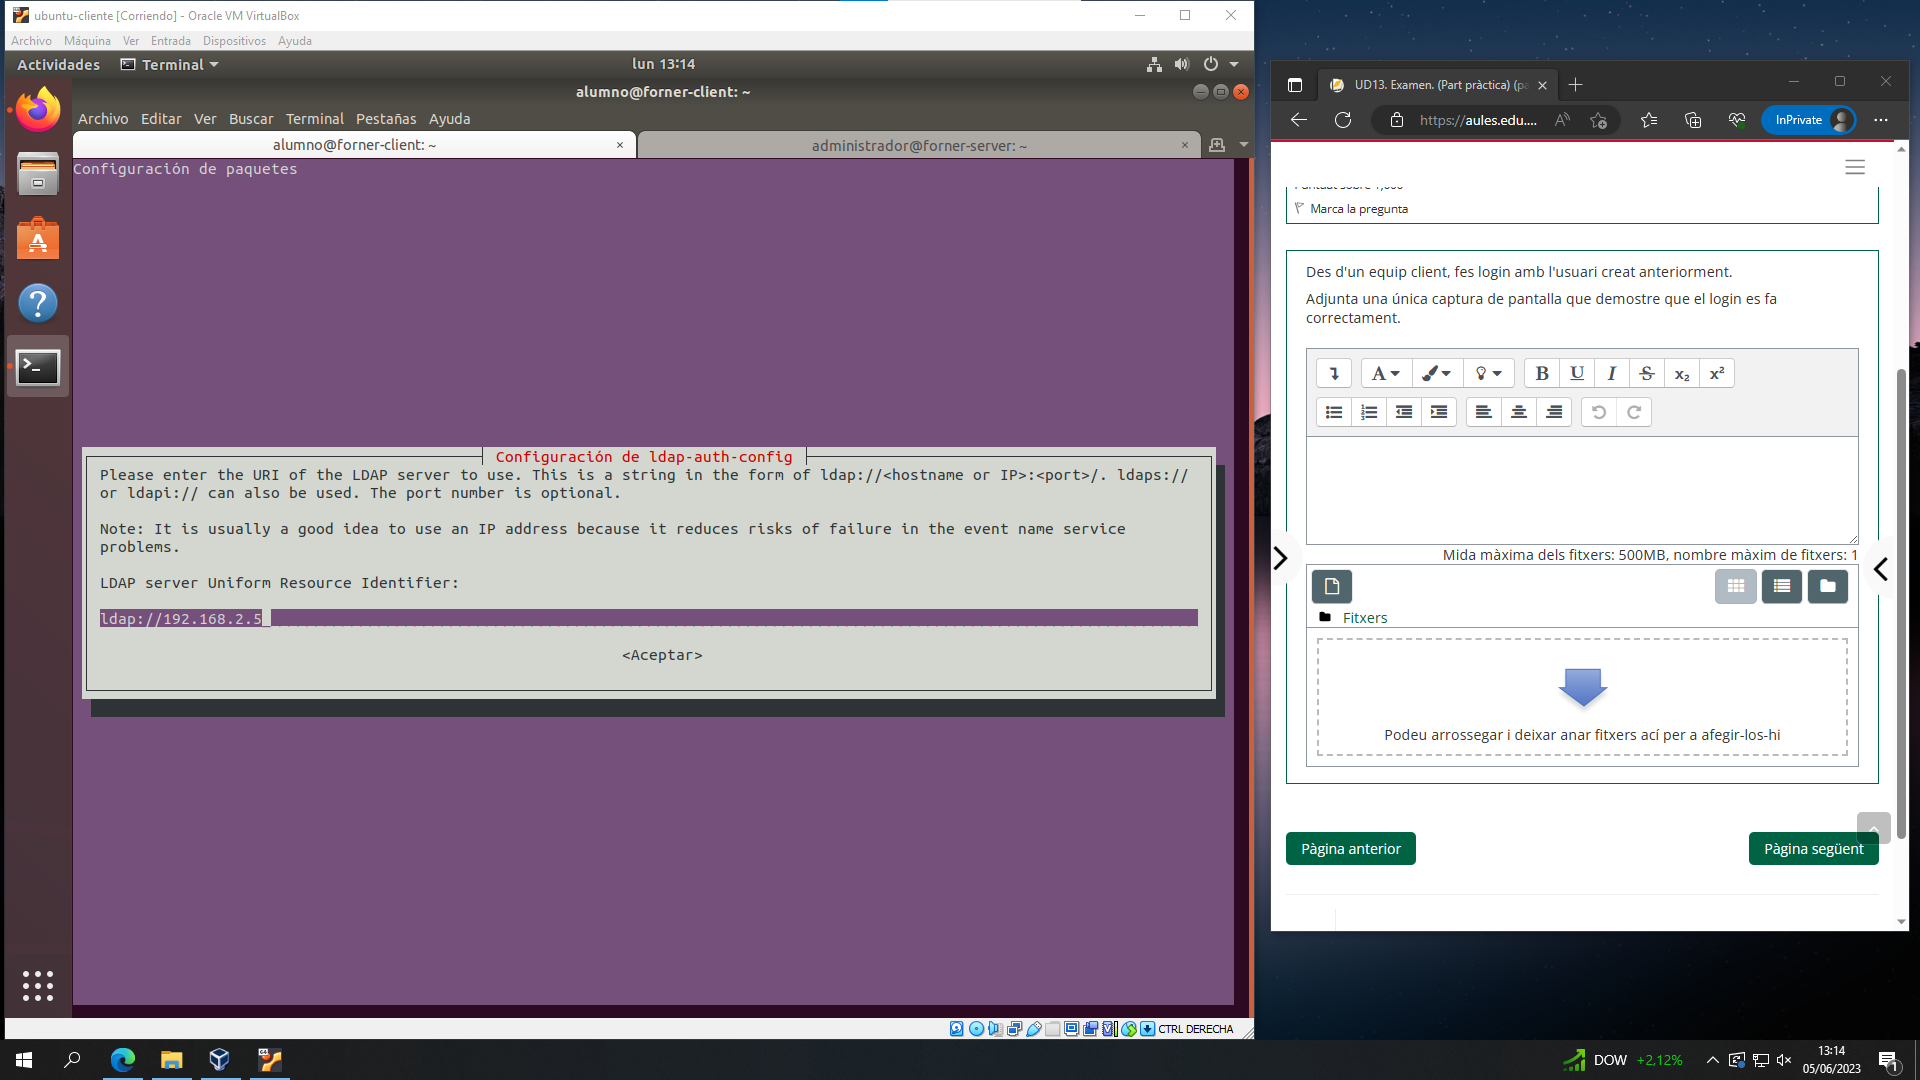 ubuntu-cliente [Corriendo] - Oracle VM VirtualBox
Archivo Máquina Ver Entrada Dispositivos Ayuda
Actividades Terminal lun 13:14
alumno@forner-client: ~
Archivo Editar Ver Buscar Terminal Pestañas Ayuda
alumno@forner-client: ~ × administrador@forner-server: ~ ×
Configuración de paquetes
Configuración de ldap-auth-config
Please enter the URI of the LDAP server to use. This is a string in the form of ldap://<hostname or IP>:<port>/. ldaps://
or ldapi:// can also be used. The port number is optional.
Note: It is usually a good idea to use an IP address because it reduces risks of failure in the event name service
problems.
LDAP server Uniform Resource Identifier:
ldap://192.168.2.5
<Aceptar>
CTRL DERECHA
UD13. Examen. (Part pràctica) (pa
https://aules.edu....
InPrivate
Marca la pregunta
Des d'un equip client, fes login amb l'usuari creat anteriorment.
Adjunta una única captura de pantalla que demostre que el login es fa
correctament.
A B U I S x₂ x²
Mida màxima dels fitxers: 500MB, nombre màxim de fitxers: 1
Fitxers
Podeu arrossegar i deixar anar fitxers ací per a afegir-los-hi
Pàgina anterior Pàgina següent
DOW +2,12%
13:14
05/06/2023
1